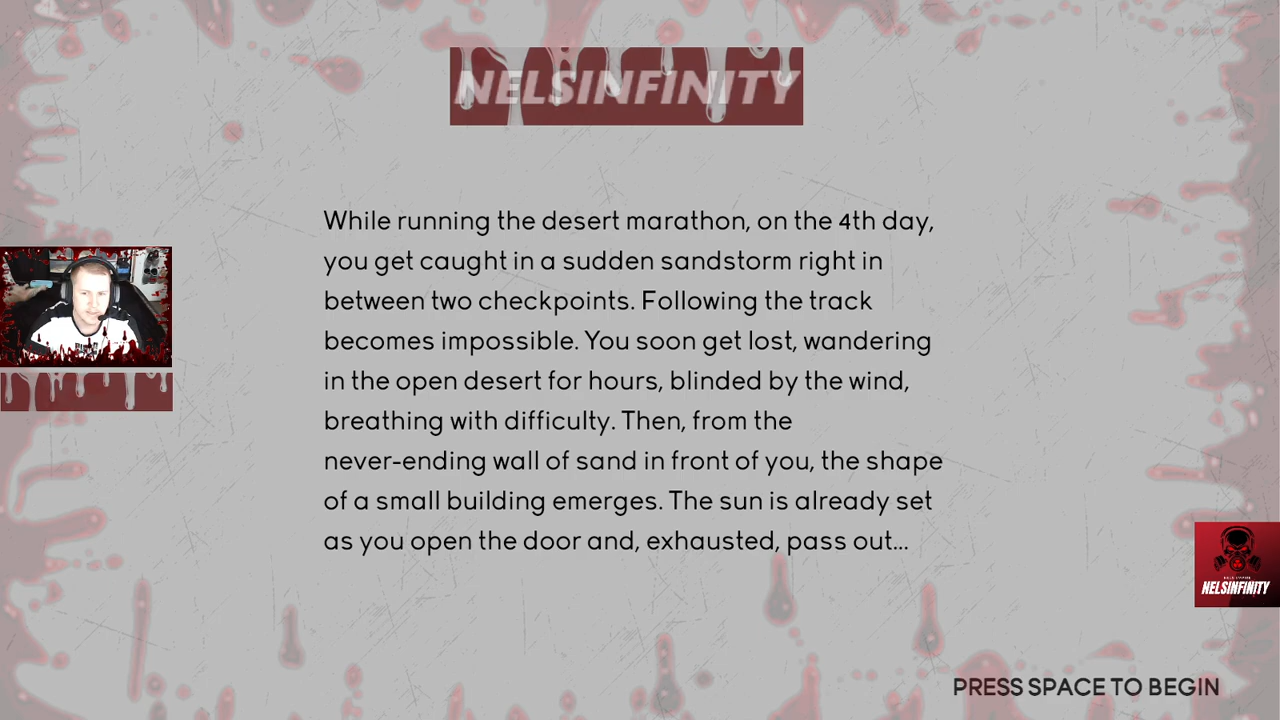 NELSINFINITY
While running the desert marathon, on the 4th day,
you get caught in a sudden sandstorm right in
between two checkpoints. Following the track
becomes impossible. You soon get lost, wandering
in the open desert for hours, blinded by the wind,
breathing with difficulty. Then, from the
never-ending wall of sand in front of you, the shape
of a small building emerges. The sun is already set
as you open the door and, exhausted, pass out...
NELSINFINITY
PRESS SPACE TO BEGIN